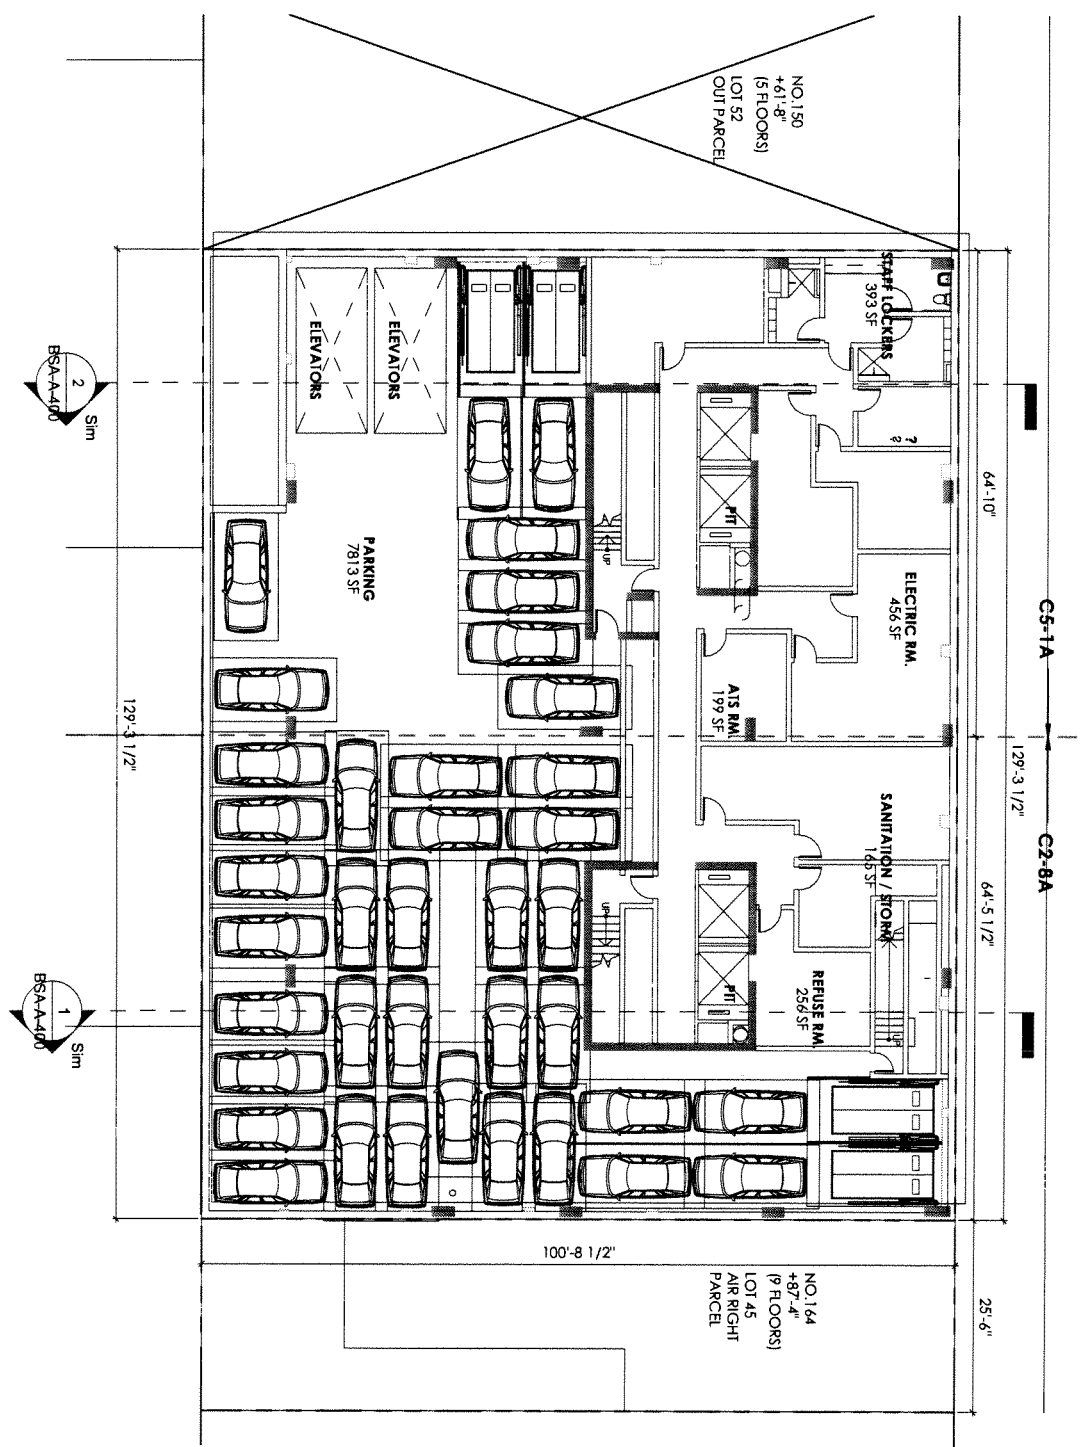 NO.150
+61'-8"
(5 FLOORS)
LOT 52
OUT PARCEL
STAFF LOCKERS
393 SF
ELEVATORS
ELEVATORS
2
BSA-A-400
Sim
64'-10"
?
PIT
UP
PARKING
7813 SF
ELECTRIC RM.
456 SF
C5-1A
ATS RM.
199 SF
129'-3 1/2"
129'-3 1/2"
C2-8A
SANITATION / STORM
165 SF
64'-5 1/2"
UP
PIT
REFUSE RM.
256 SF
UP
1
BSA-A-400
Sim
100'-8 1/2"
NO.164
+87'-4"
(9 FLOORS)
LOT 45
AIR RIGHT
PARCEL
25'-6"